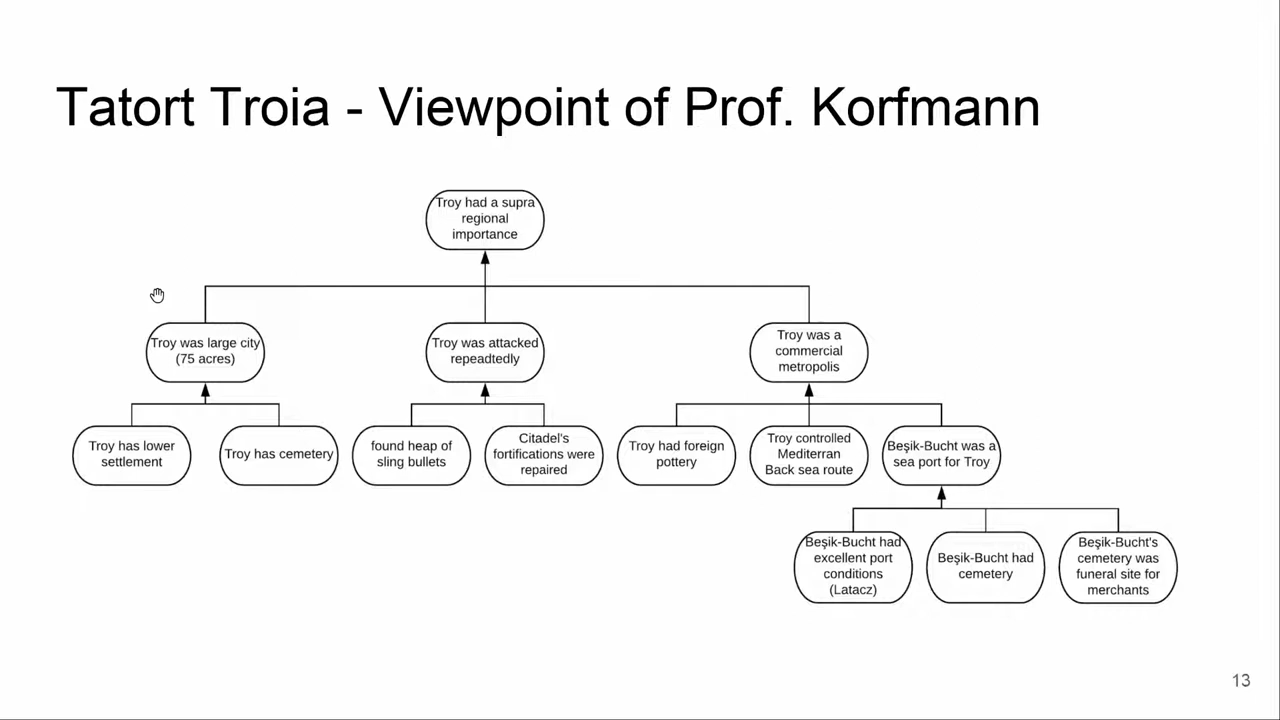 Tatort Troia - Viewpoint of Prof. Korfmann
Troy had a supra
regional
importance
Troy was large city
(75 acres)
Troy was attacked
repeadtedly
Troy was a
commercial
metropolis
Troy has lower
settlement
Troy has cemetery
found heap of
sling bullets
Citadel's
fortifications were
repaired
Troy had foreign
pottery
Troy controlled
Mediterran
Back sea route
Beşik-Bucht was a
sea port for Troy
Beşik-Bucht had
excellent port
conditions
(Latacz)
Beşik-Bucht had
cemetery
Beşik-Bucht's
cemetery was
funeral site for
merchants
13